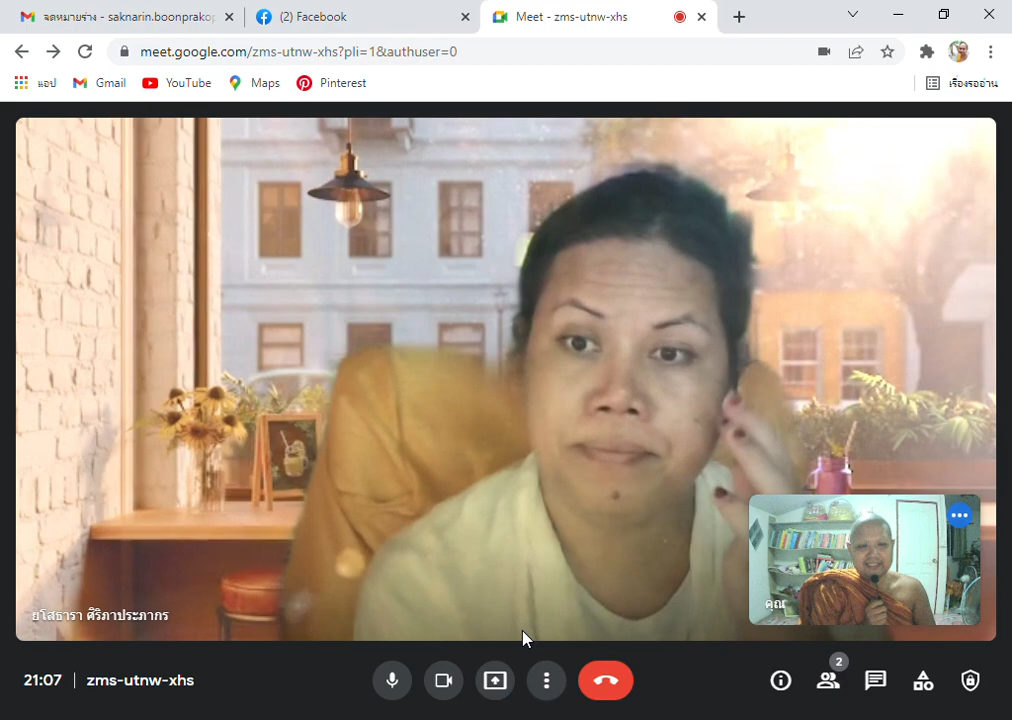 จดหมายร่าง - saknarin.boonprako
(2) Facebook
Meet - zms-utnw-xhs
meet.google.com/zms-utnw-xhs?pli=1&authuser=0
แอป
Gmail
YouTube
Maps
Pinterest
เรื่องรออ่าน
ยโสธารา ศิริภาประภากร
คุณ
21:07
zms-utnw-xhs
2